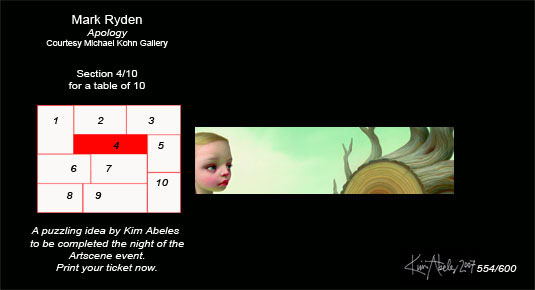 Mark Ryden
Apology
Courtesy Michael Kohn Gallery
Section 4/10
for a table of 10
1 2 3
4 5
6 7
10
8 9
A puzzling idea by Kim Abeles
to be completed the night of the
Artscene event.
Print your ticket now.
Kim Abeles 2007 554/600